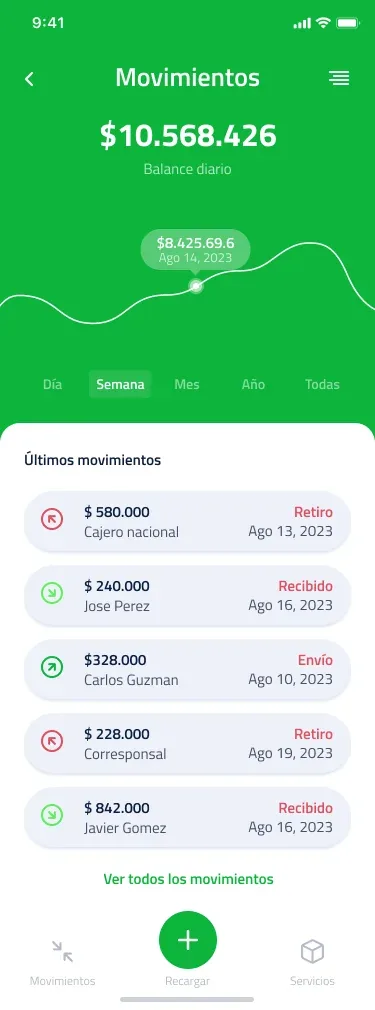 9:41
Movimientos
$10.568.426
Balance diario
$8.425.69.6
Ago 14, 2023
Día Semana Mes Año Todas
Últimos movimientos
$ 580.000 Retiro
Cajero nacional Ago 13, 2023
$ 240.000 Recibido
Jose Perez Ago 16, 2023
$328.000 Envío
Carlos Guzman Ago 10, 2023
$ 228.000 Retiro
Corresponsal Ago 19, 2023
$ 842.000 Recibido
Javier Gomez Ago 16, 2023
Ver todos los movimientos
Movimientos Recargar Servicios